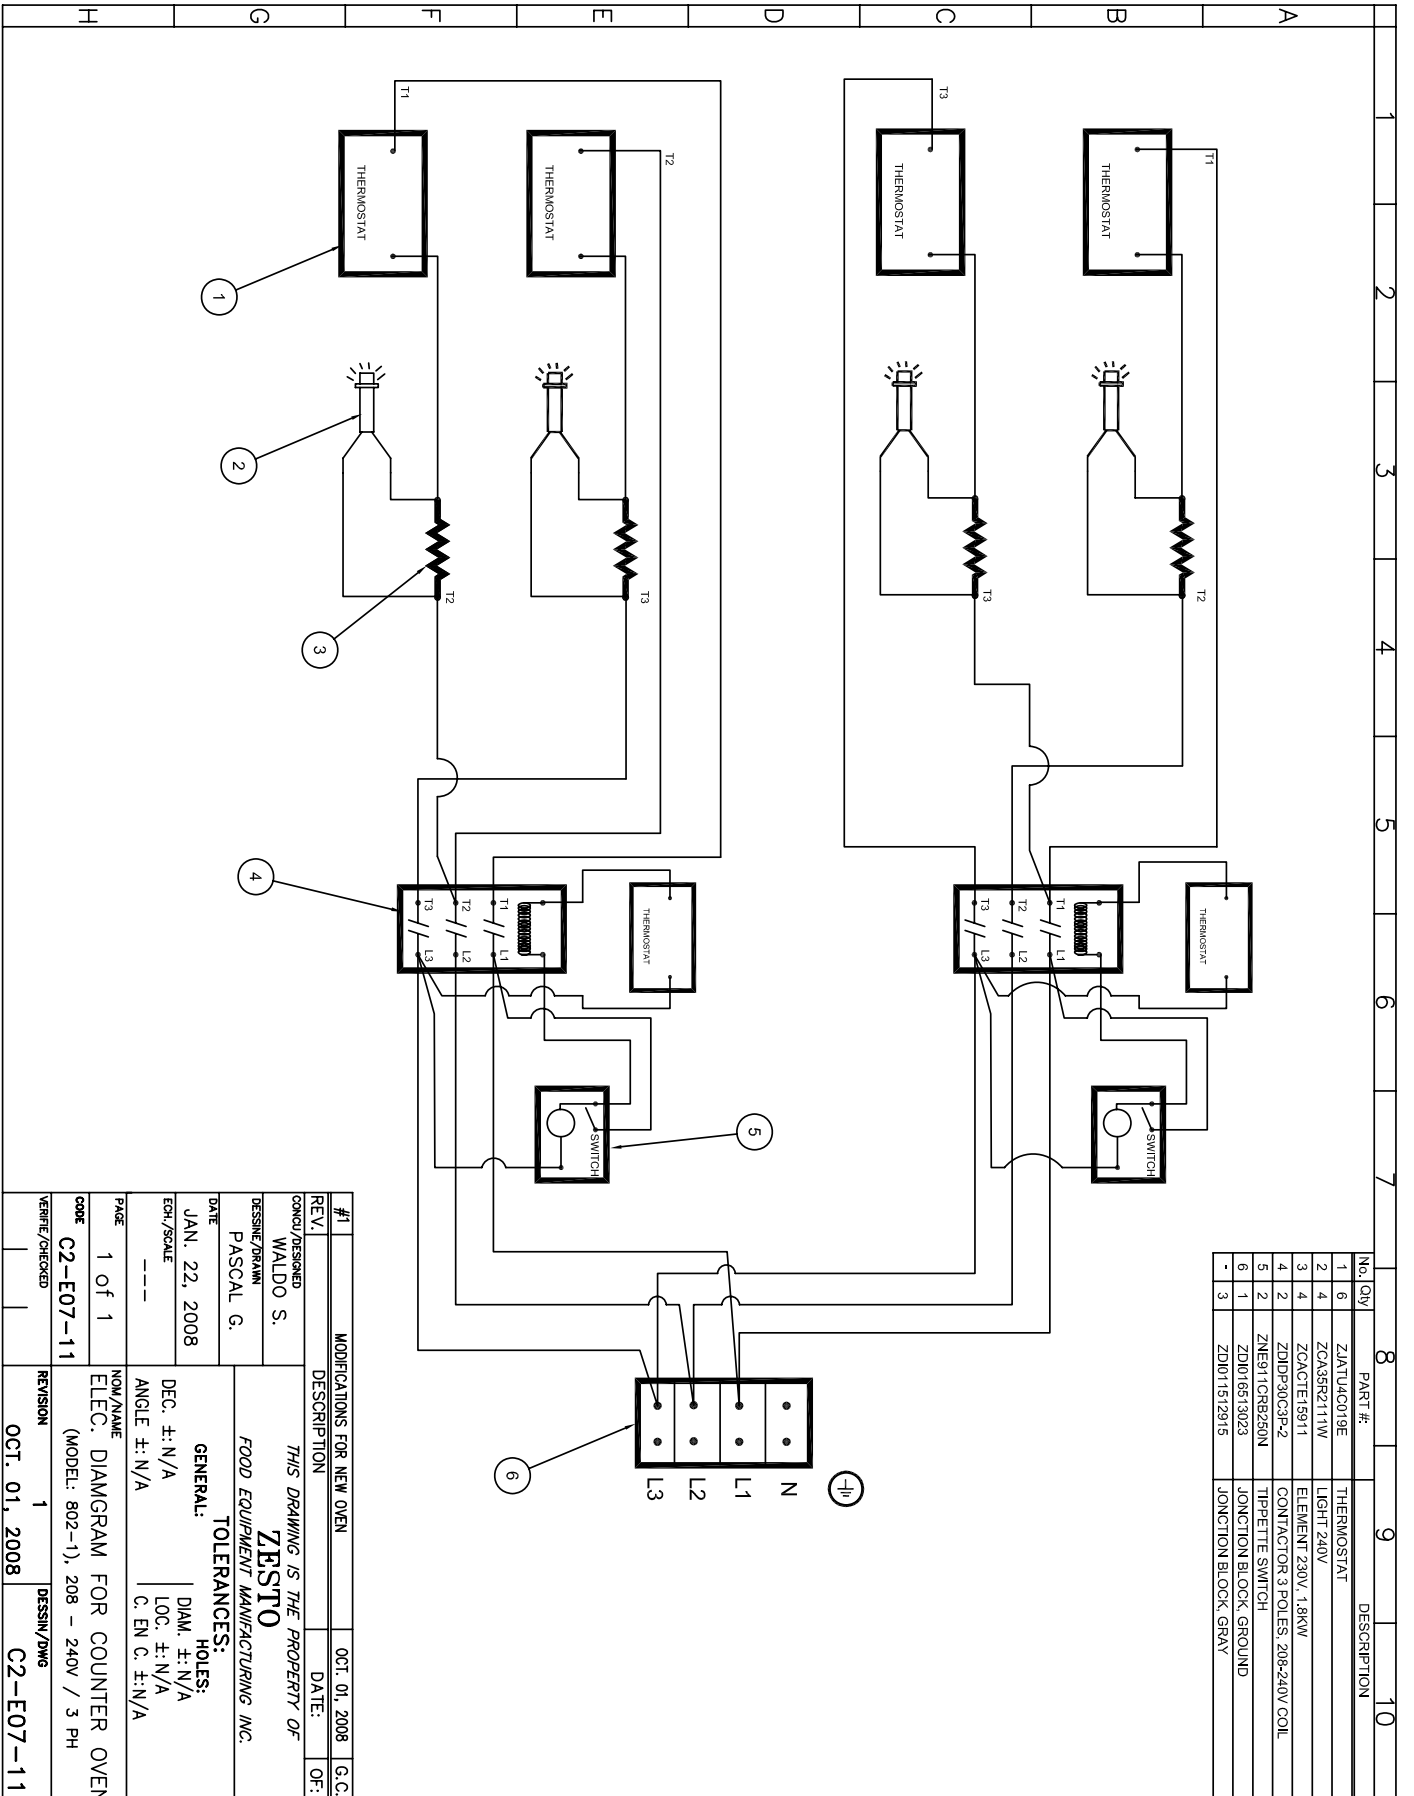 1 2 3 4 5 6 7 8 9 10
A
B
C
D
E
F
G
H
No. Qty PART #: DESCRIPTION
1 6 ZJATU4C019E THERMOSTAT
2 4 ZCA35R2111W LIGHT 240V
3 4 ZCACTE15911 ELEMENT 230V, 1.8KW
4 2 ZDIDP30C3P-2 CONTACTOR 3 POLES, 208-240V COIL
5 2 ZNE911CRB250N TIPPETTE SWITCH
6 1 ZDI016513023 JONCTION BLOCK, GROUND
- 3 ZDI011512915 JONCTION BLOCK, GRAY
T1
THERMOSTAT
T2
THERMOSTAT
T1 L1
T2 L2
T3 L3
SWITCH
T3
THERMOSTAT
T3
N
L1
L2
L3
6
T2
THERMOSTAT
T3
THERMOSTAT
T1 L1
T2 L2
T3 L3
SWITCH
5
T1
THERMOSTAT
T2
1
2
3
4
#1 MODIFICATIONS FOR NEW OVEN OCT. 01, 2008 G.C.
REV. DESCRIPTION DATE: OF:
CONCU/DESIGNED
WALDO S.
DESSINE/DRAWN
PASCAL G.
DATE
JAN. 22, 2008
ECH./SCALE
---
PAGE
1 of 1
CODE
C2-E07-11
VERIFIE/CHECKED
THIS DRAWING IS THE PROPERTY OF
ZESTO
FOOD EQUIPMENT MANIFACTURING INC.
TOLERANCES:
GENERAL:
HOLES:
DEC. ±: N/A
ANGLE ±: N/A
DIAM. ±: N/A
LOC. ±: N/A
C. EN C. ±: N/A
NOM/NAME
ELEC. DIAMGRAM FOR COUNTER OVEN
(MODEL: 802-1), 208 - 240V / 3 PH
REVISION 1
OCT. 01, 2008
DESSIN/DWG
C2-E07-11